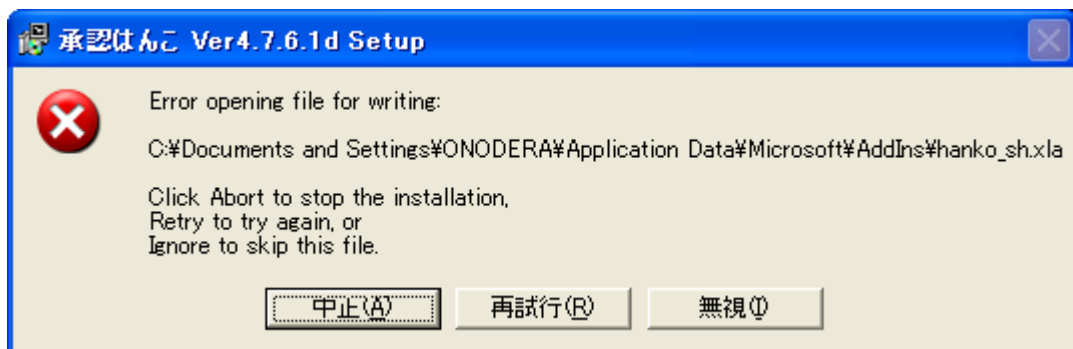 承認はんこ Ver4.7.6.1d Setup
Error opening file for writing:
C:¥Documents and Settings¥ONODERA¥Application Data¥Microsoft¥AddIns¥hanko_sh.xla
Click Abort to stop the installation,
Retry to try again, or
Ignore to skip this file.
中止(A) 再試行(R) 無視(I)